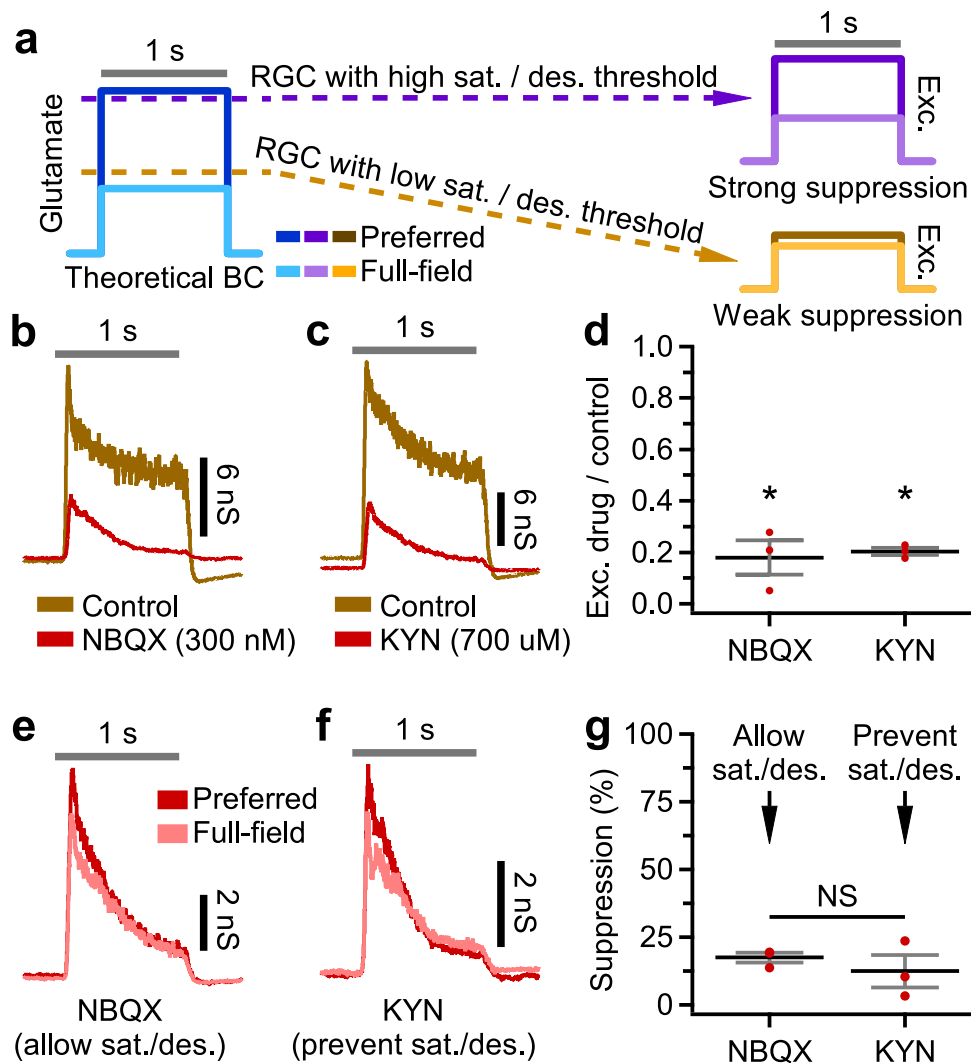 a
1 s
RGC with high sat. / des. threshold
1 s
Glutamate
RGC with low sat. / des. threshold
Exc.
Strong suppression
Preferred
Full-field
Theoretical BC
Exc.
Weak suppression
b
1 s
6 nS
Control
NBQX (300 nM)
c
1 s
6 nS
Control
KYN (700 uM)
d
Exc. drug / control
1.0
0.8
0.6
0.4
0.2
0.0
*
*
NBQX
KYN
e
1 s
Preferred
Full-field
2 nS
NBQX
(allow sat./des.)
f
1 s
2 nS
KYN
(prevent sat./des.)
g
Suppression (%)
100
75
50
25
0
Allow
sat./des.
Prevent
sat./des.
NS
NBQX
KYN